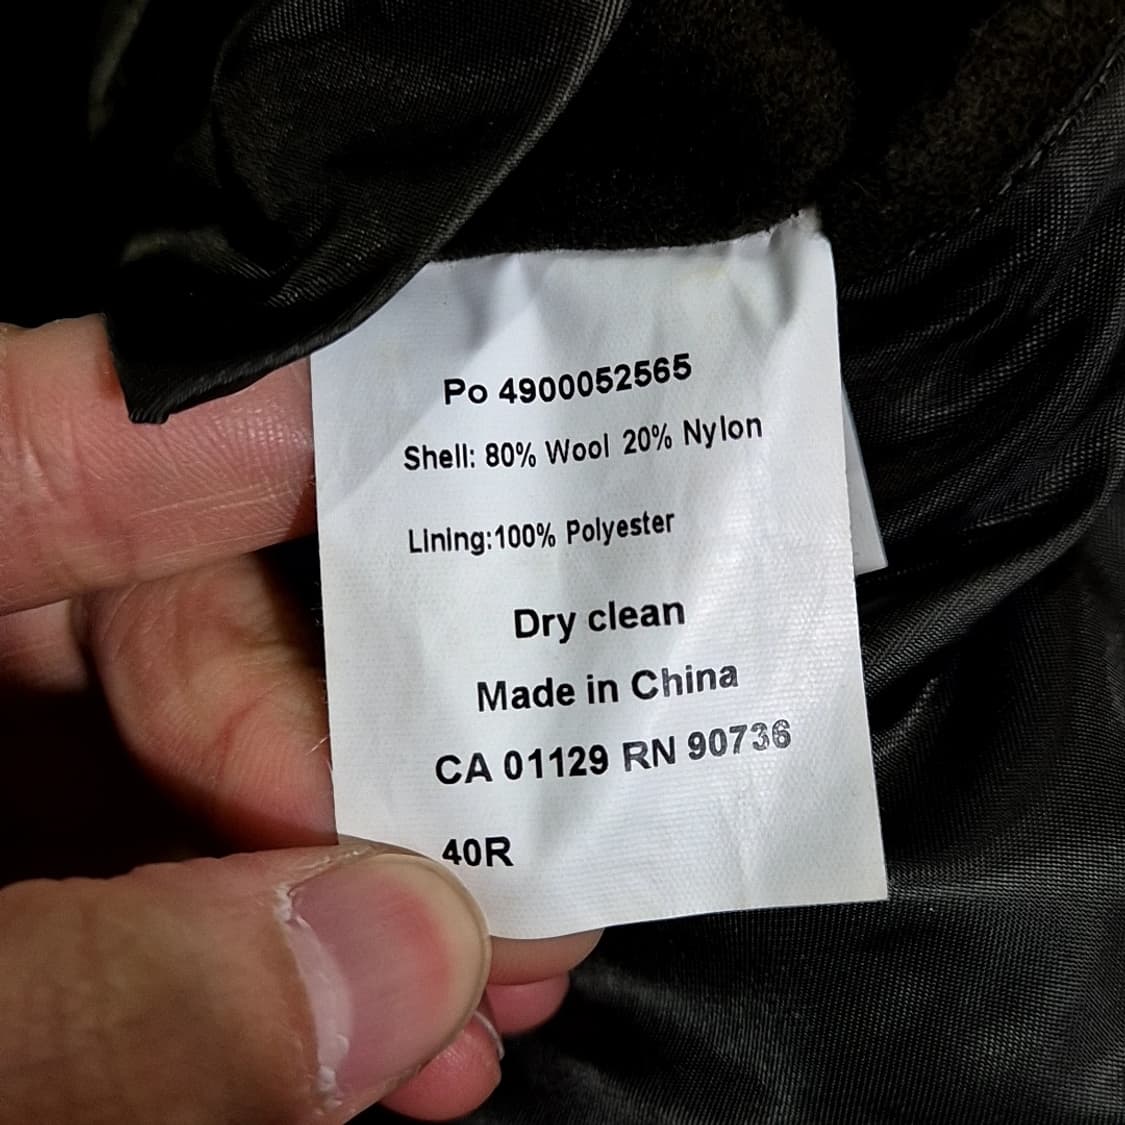 Po 4900052565
Shell: 80% Wool 20% Nylon
Lining:100% Polyester
Dry clean
Made in China
CA 01129 RN 90736
40R